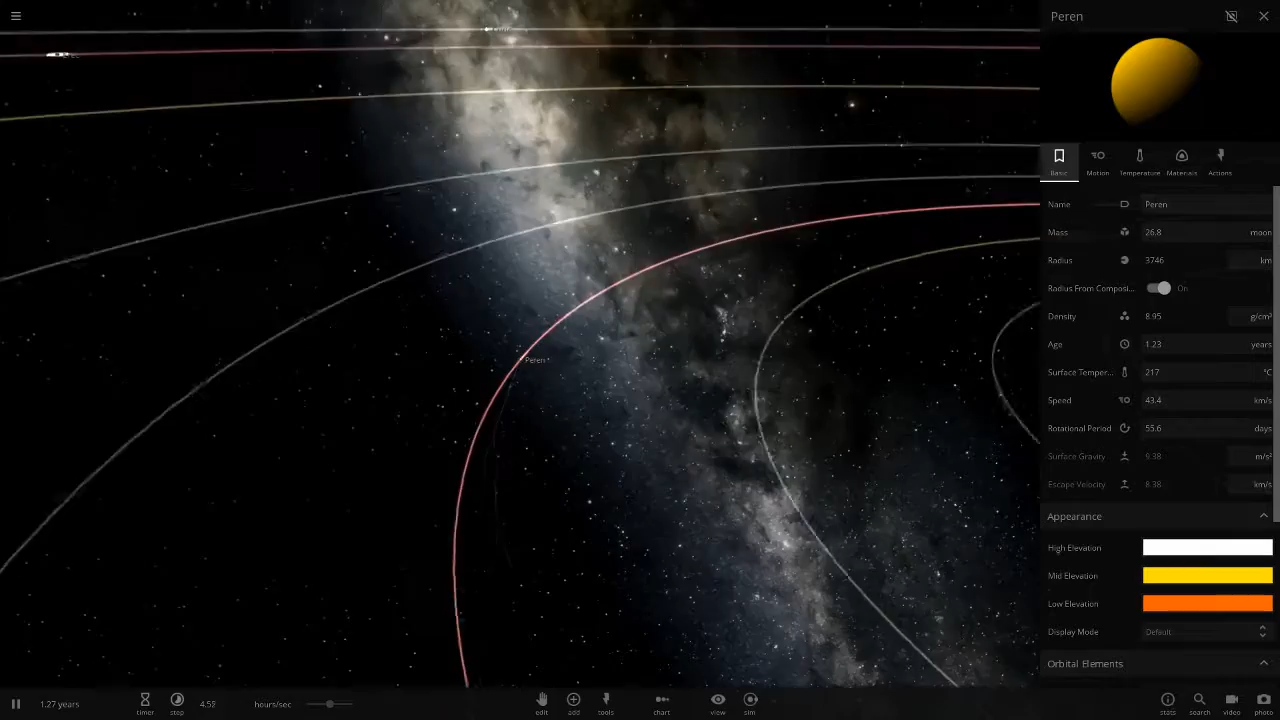 Peren
Basic
Motion
Temperature
Materials
Actions
Name Peren
Mass 26.8 moon
Radius 3746 km
Radius From Composi... On
Density 8.95 g/cm³
Age 1.23 years
Surface Temper... 217 °C
Speed 43.4 km/s
Rotational Period 55.6 days
Surface Gravity 9.38 m/s²
Escape Velocity 8.38 km/s
Appearance
High Elevation
Mid Elevation
Low Elevation
Display Mode Default
Orbital Elements
Peren
1.27 years
timer
step
4.53 hours/sec
edit
add
tools
chart
view
sim
stats
search
video
photo